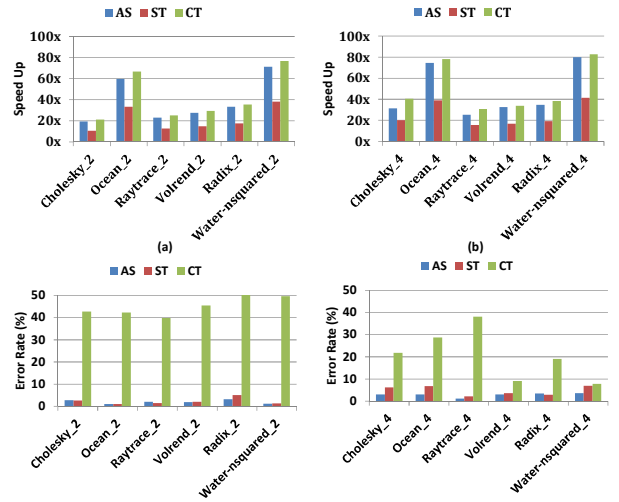 AS ST CT
100x
80x
60x
40x
20x
0x
Speed Up
Cholesky_2
Ocean_2
Raytrace_2
Volrend_2
Radix_2
Water-nsquared_2
(a)
AS ST CT
100x
80x
60x
40x
20x
0x
Speed Up
Cholesky_4
Ocean_4
Raytrace_4
Volrend_4
Radix_4
Water-nsquared_4
(b)
AS ST CT
50
40
30
20
10
0
Error Rate (%)
Cholesky_2
Ocean_2
Raytrace_2
Volrend_2
Radix_2
Water-nsquared_2
AS ST CT
50
40
30
20
10
0
Error Rate (%)
Cholesky_4
Ocean_4
Raytrace_4
Volrend_4
Radix_4
Water-nsquared_4